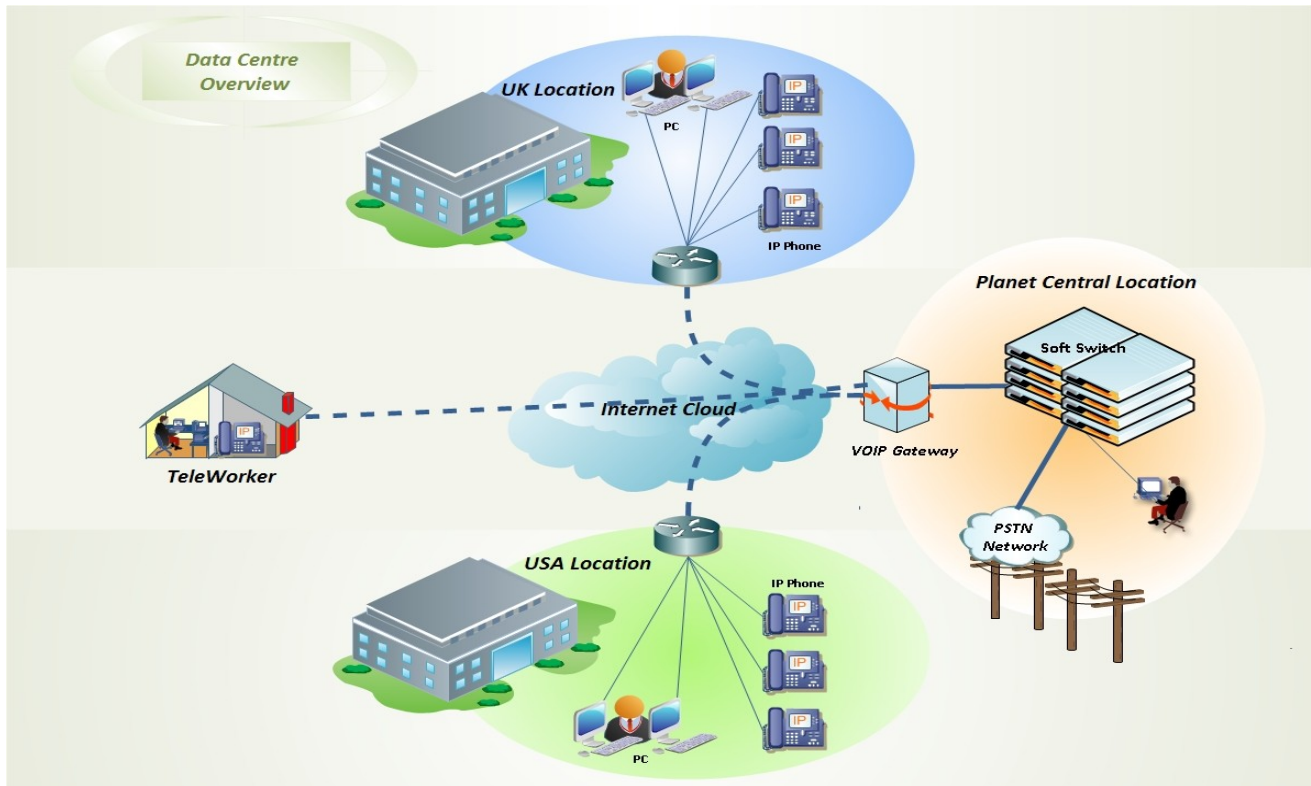 Data Centre
Overview
UK Location
PC
IP
IP
IP
IP Phone
Planet Central Location
Soft Switch
Internet Cloud
VOIP Gateway
IP
TeleWorker
PSTN
Network
USA Location
IP Phone
IP
IP
IP
PC